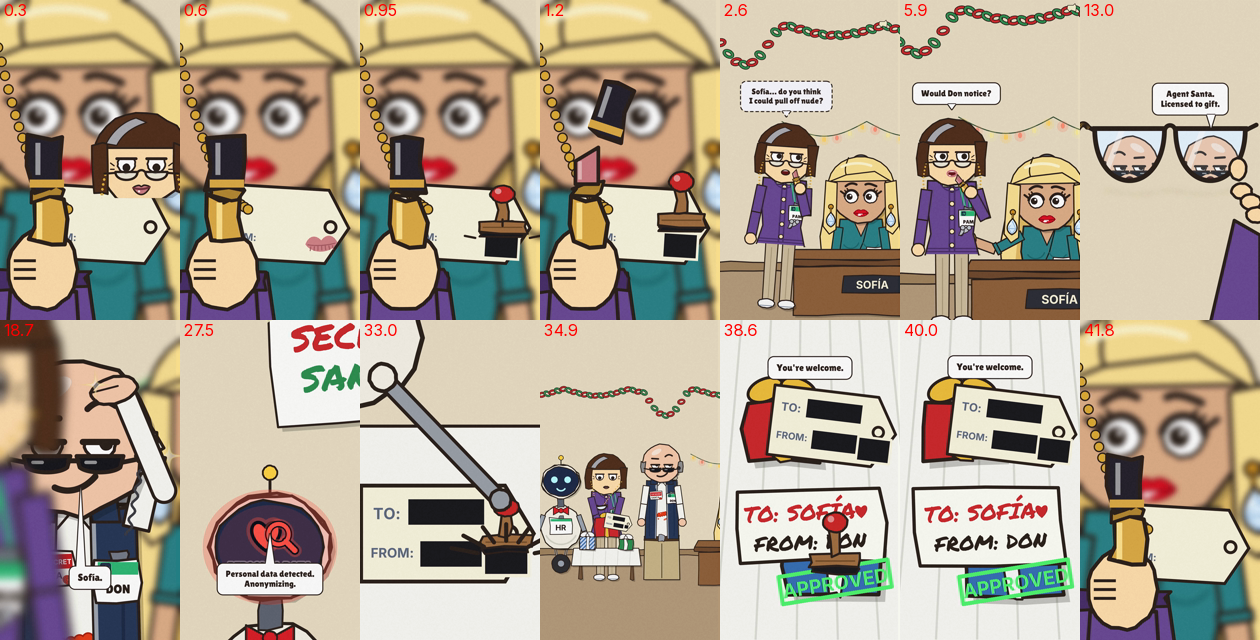 0.3
0.6
0.95
1.2
2.6
5.9
13.0
M:
M:
M:
M:
Sofia... do you think
I could pull off nude?
PAM
SOFÍA
Would Don notice?
PAM
SOFÍA
Agent Santa.
Licensed to gift.
18.7
27.5
33.0
34.9
38.6
40.0
41.8
Sofia.
DON
SEC
SAN
Personal data detected.
Anonymizing.
TO:
FROM:
HR
You're welcome.
TO:
FROM:
TO: SOFÍA♥
FROM: DON
APPROVED
You're welcome.
TO:
FROM:
TO: SOFÍA♥
FROM: DON
APPROVED
M: